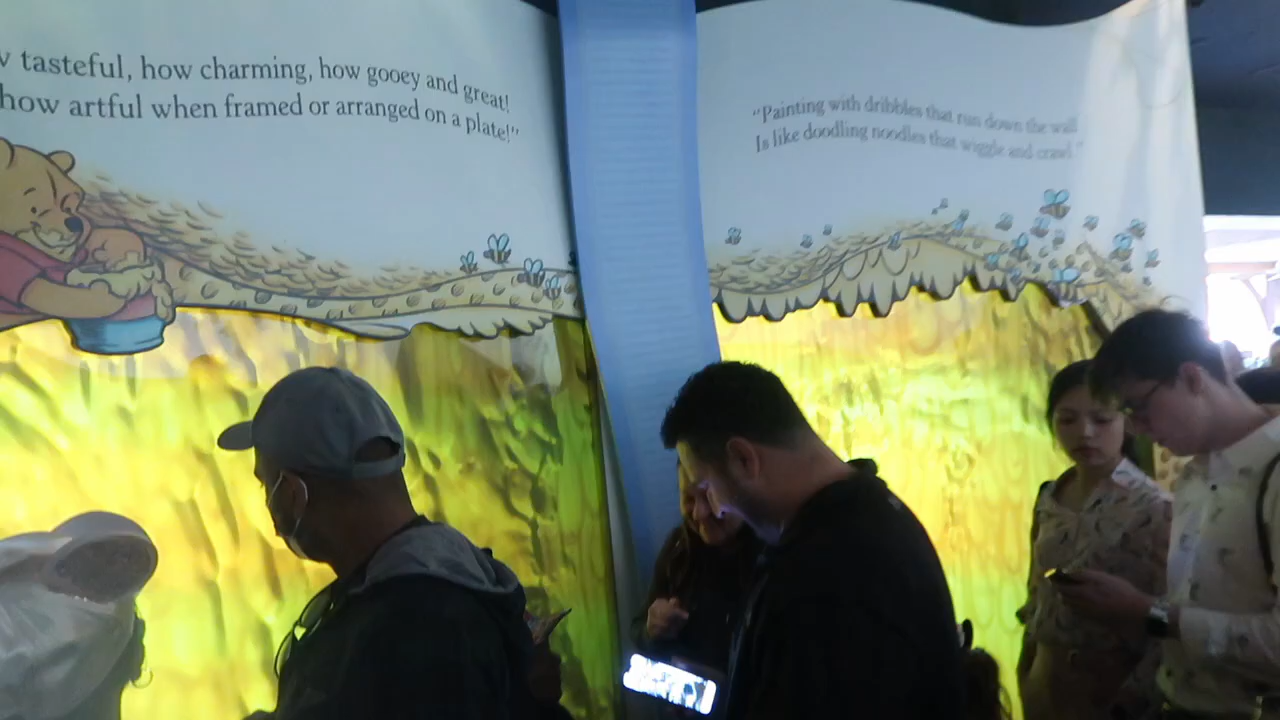 tasteful, how charming, how gooey and great!
how artful when framed or arranged on a plate!”
“Painting with dribbles that run down the wall
Is like doodling noodles that wiggle and crawl.”